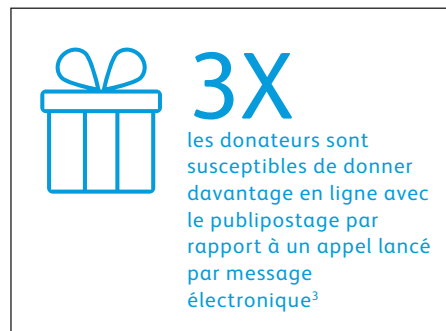 3X
les donateurs sont
susceptibles de donner
davantage en ligne avec
le publipostage par
rapport à un appel lancé
par message
électronique³